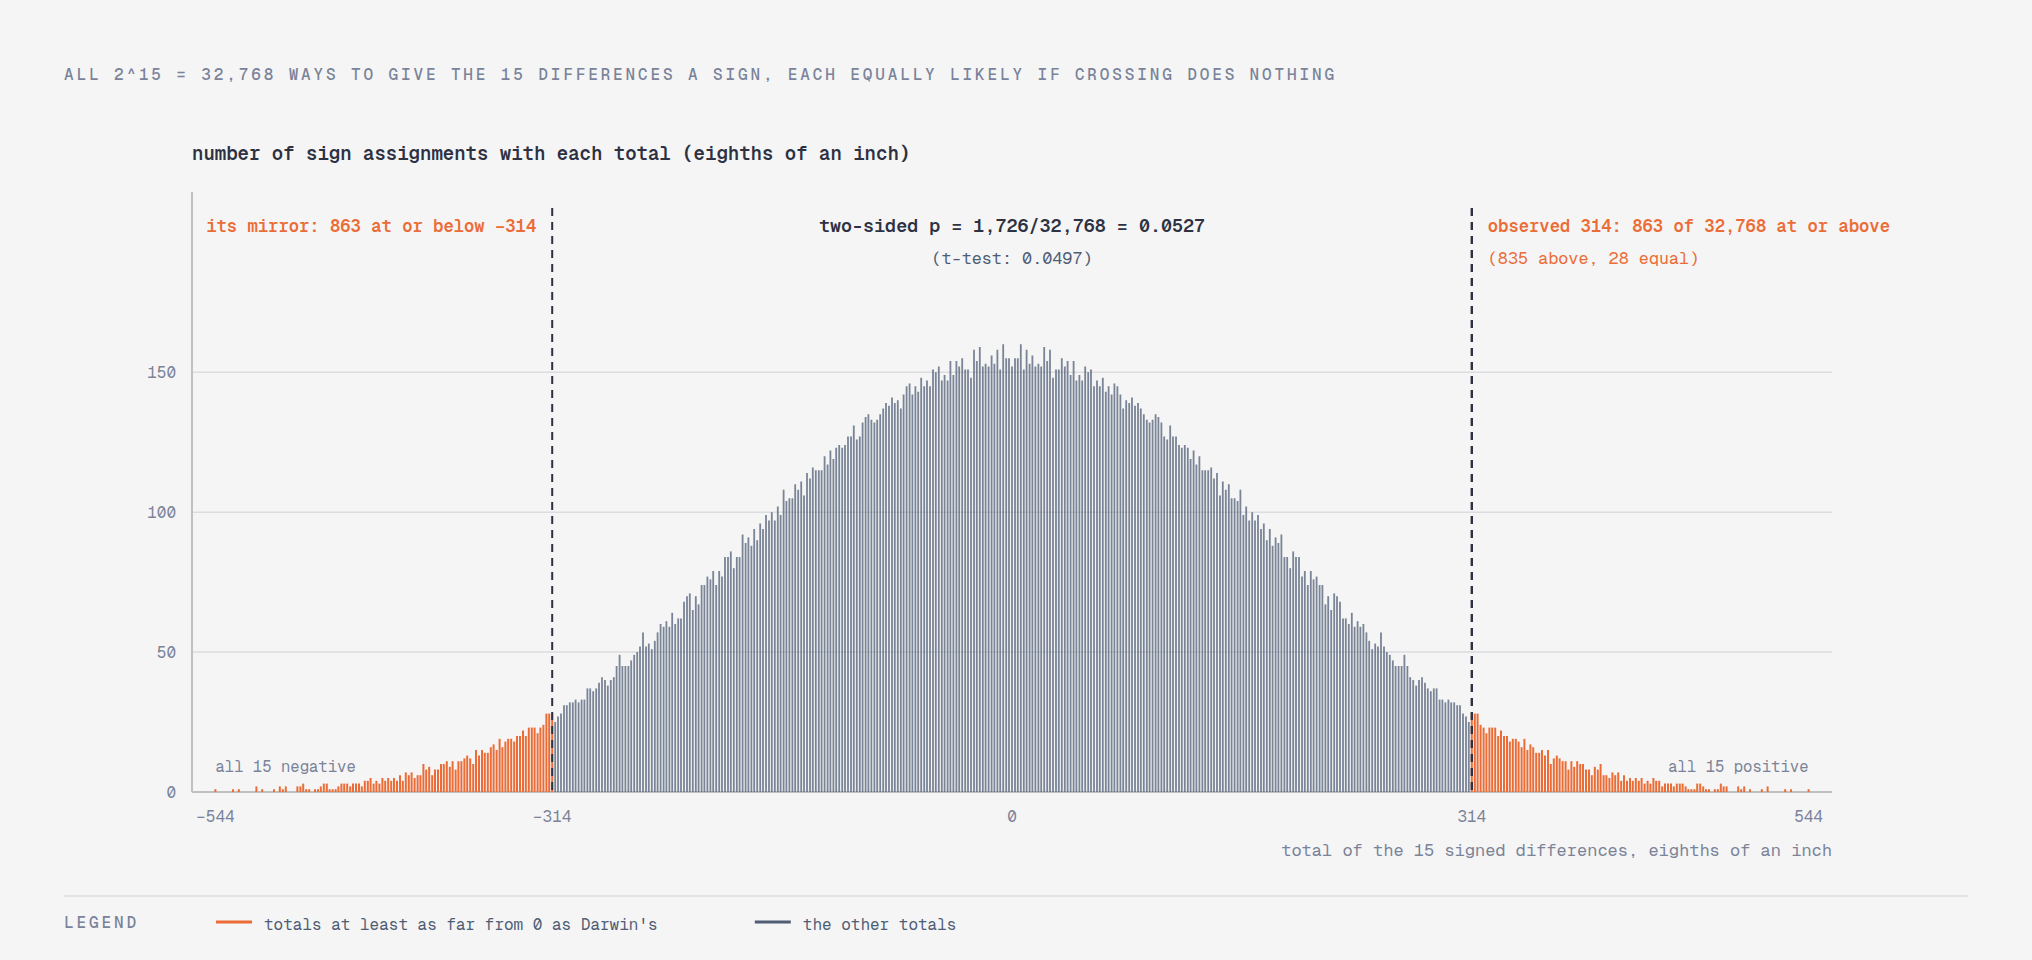 ALL 2^15 = 32,768 WAYS TO GIVE THE 15 DIFFERENCES A SIGN, EACH EQUALLY LIKELY IF CROSSING DOES NOTHING
number of sign assignments with each total (eighths of an inch)
its mirror: 863 at or below −314
two-sided p = 1,726/32,768 = 0.0527
(t-test: 0.0497)
observed 314: 863 of 32,768 at or above
(835 above, 28 equal)
150
100
50
0
all 15 negative
all 15 positive
−544
−314
0
314
544
total of the 15 signed differences, eighths of an inch
LEGEND
totals at least as far from 0 as Darwin's
the other totals